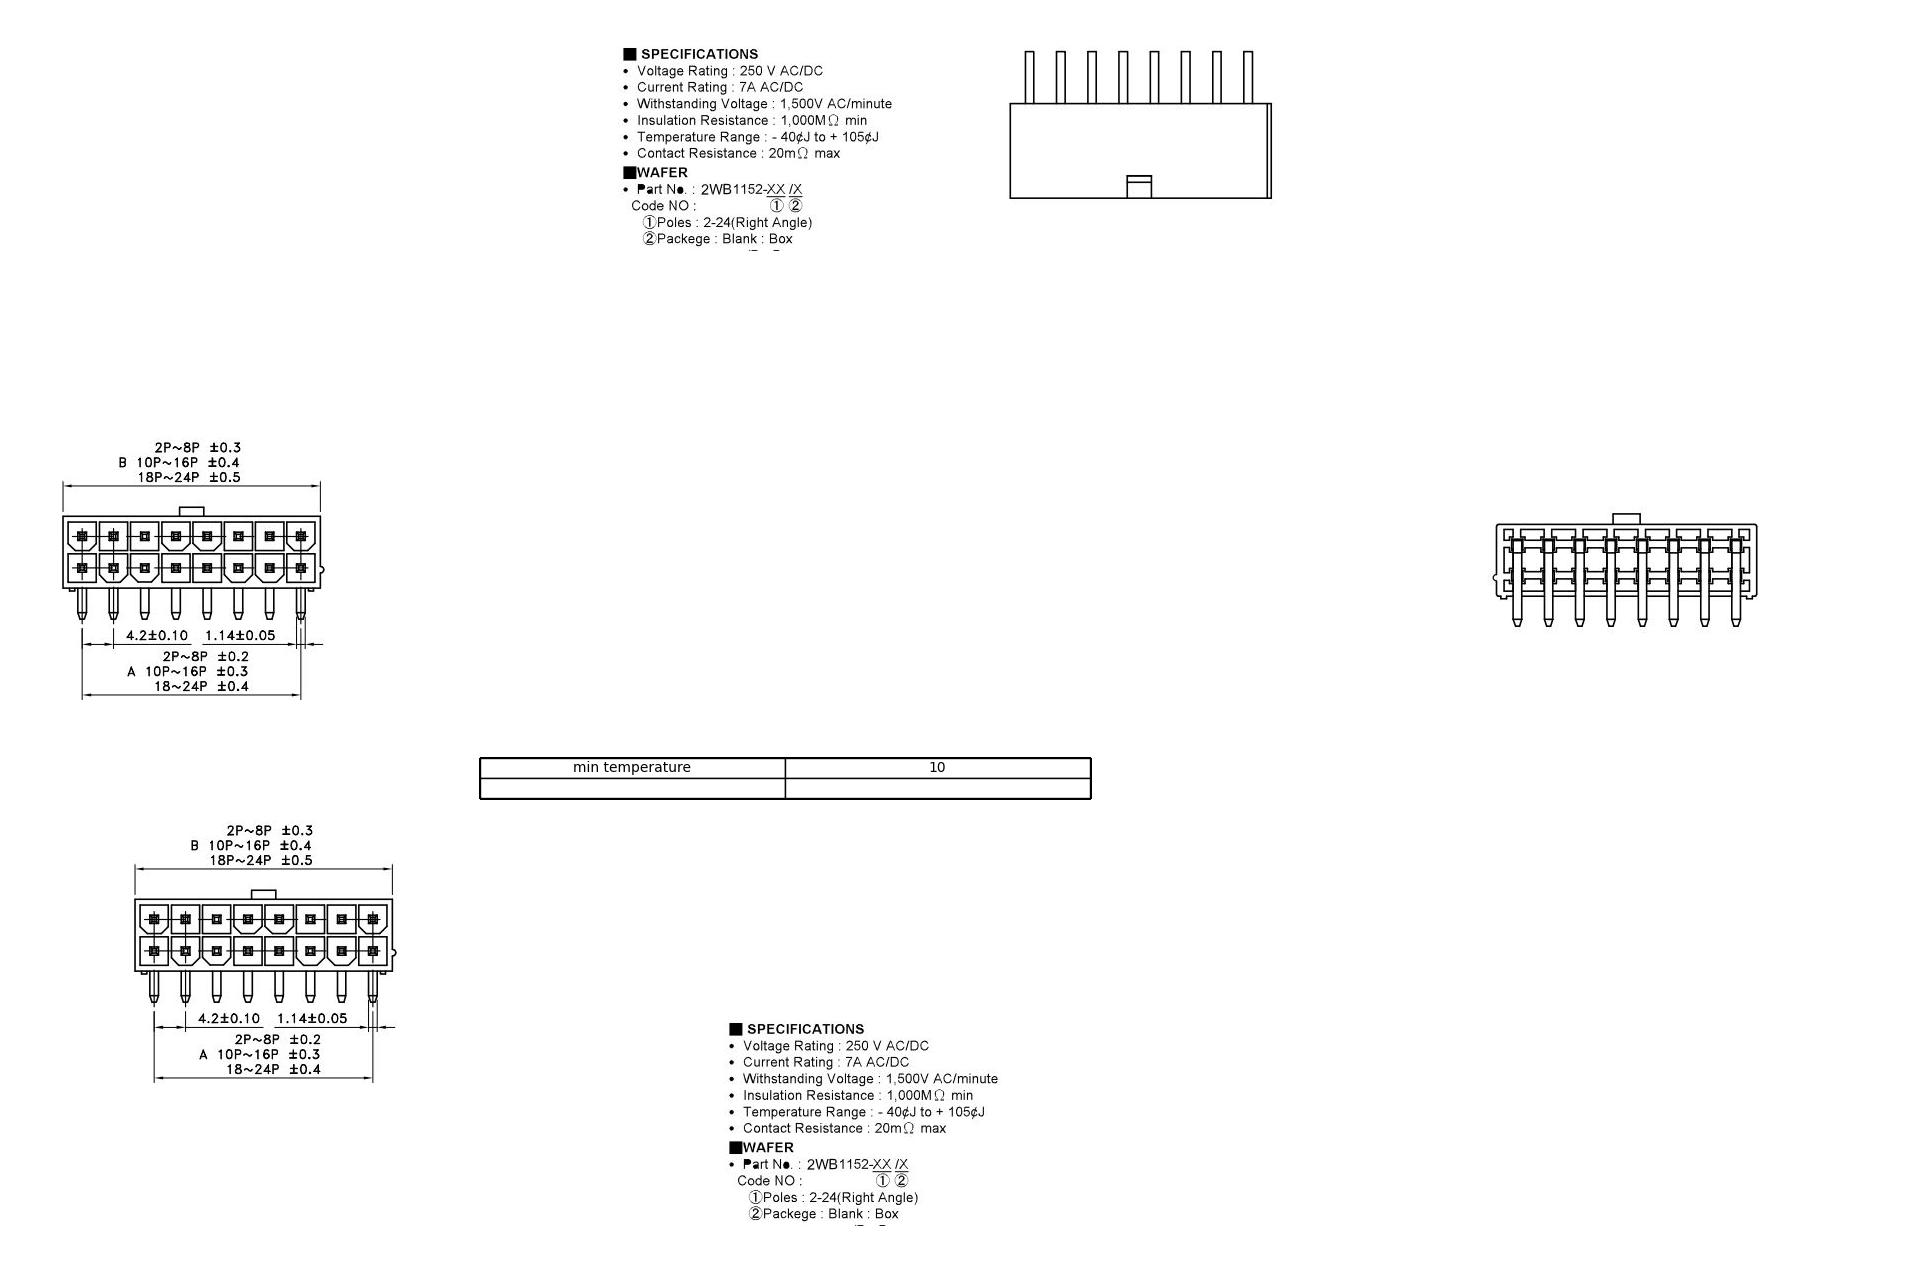 ■ SPECIFICATIONS
• Voltage Rating : 250 V AC/DC
• Current Rating : 7A AC/DC
• Withstanding Voltage : 1,500V AC/minute
• Insulation Resistance : 1,000MΩ min
• Temperature Range : - 40¢J to + 105¢J
• Contact Resistance : 20mΩ max
■WAFER
• Part No. : 2WB1152-XX /X
Code NO : ① ②
①Poles : 2-24(Right Angle)
②Packege : Blank : Box
2P~8P ±0.3
B 10P~16P ±0.4
18P~24P ±0.5
4.2±0.10 1.14±0.05
2P~8P ±0.2
A 10P~16P ±0.3
18~24P ±0.4
min temperature 10
2P~8P ±0.3
B 10P~16P ±0.4
18P~24P ±0.5
4.2±0.10 1.14±0.05
2P~8P ±0.2
A 10P~16P ±0.3
18~24P ±0.4
■ SPECIFICATIONS
• Voltage Rating : 250 V AC/DC
• Current Rating : 7A AC/DC
• Withstanding Voltage : 1,500V AC/minute
• Insulation Resistance : 1,000MΩ min
• Temperature Range : - 40¢J to + 105¢J
• Contact Resistance : 20mΩ max
■WAFER
• Part No. : 2WB1152-XX /X
Code NO : ① ②
①Poles : 2-24(Right Angle)
②Packege : Blank : Box